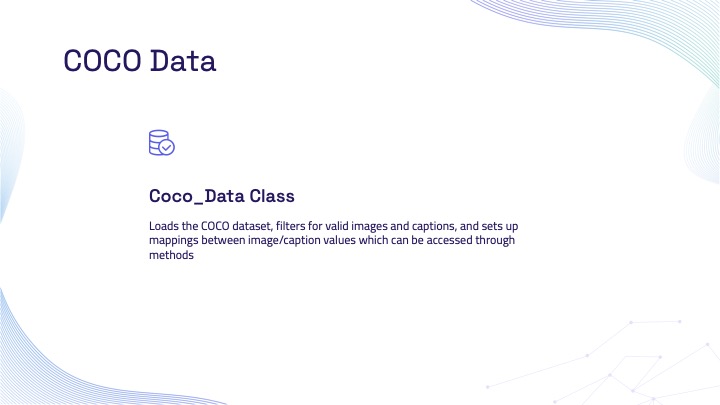 COCO Data
Coco_Data Class
Loads the COCO dataset, filters for valid images and captions, and sets up
mappings between image/caption values which can be accessed through
methods